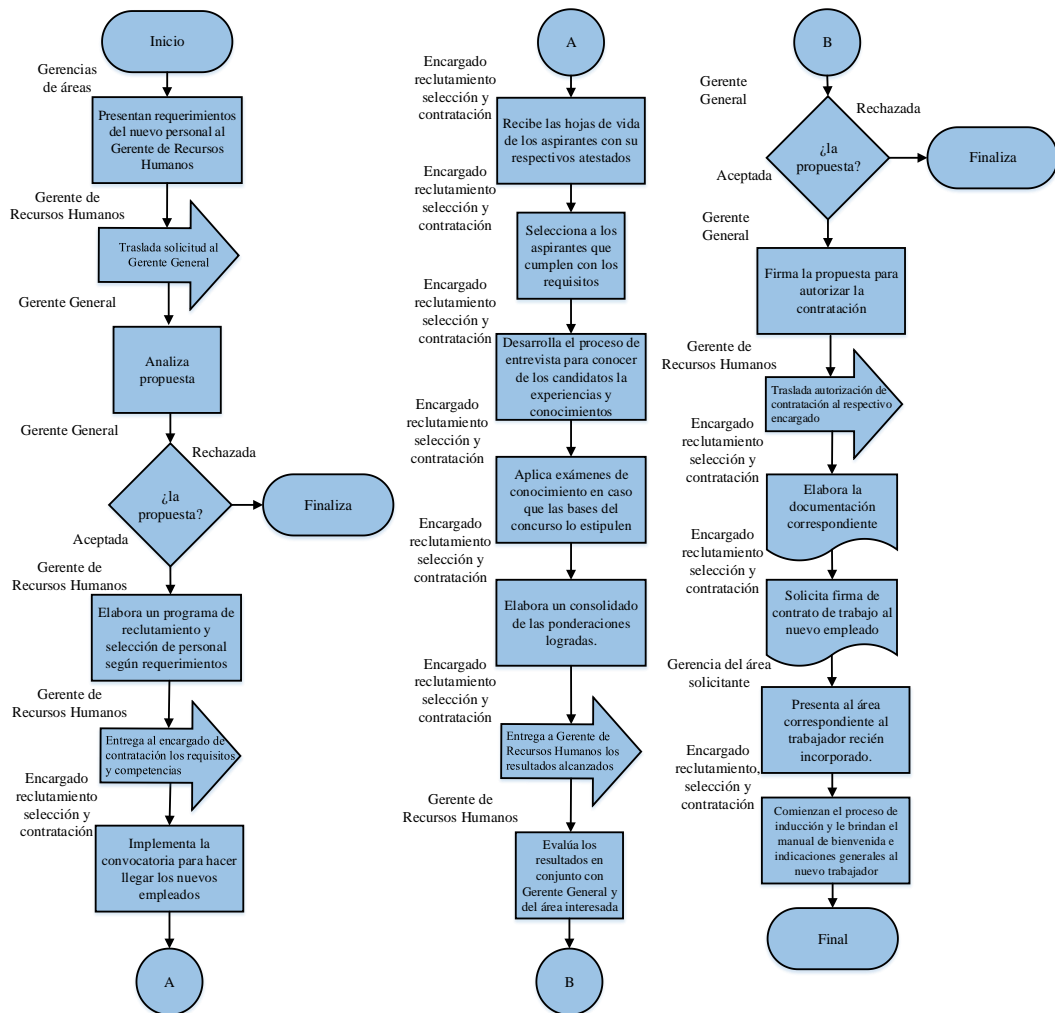 Inicio
Gerencias
de áreas
Presentan requerimientos
del nuevo personal al
Gerente de Recursos
Humanos
Gerente de
Recursos Humanos
Traslada solicitud al
Gerente General
Gerente General
Analiza
propuesta
Gerente General
Rechazada
¿la
propuesta?
Finaliza
Aceptada
Gerente de
Recursos Humanos
Elabora un programa de
reclutamiento y
selección de personal
según requerimientos
Gerente de
Recursos Humanos
Entrega al encargado de
contratación los requisitos
y competencias
Encargado
reclutamiento
selección y
contratación
Implementa la
convocatoria para hacer
llegar los nuevos
empleados
A
A
Encargado
reclutamiento
selección y
contratación
Recibe las hojas de vida
de los aspirantes con su
respectivos atestados
Encargado
reclutamiento
selección y
contratación
Selecciona a los
aspirantes que
cumplen con los
requisitos
Encargado
reclutamiento
selección y
contratación
Desarrolla el proceso de
entrevista para conocer
de los candidatos la
experiencias y
conocimientos
Encargado
reclutamiento
selección y
contratación
Aplica exámenes de
conocimiento en caso
que las bases del
concurso lo estipulen
Encargado
reclutamiento
selección y
contratación
Elabora un consolidado
de las ponderaciones
logradas.
Encargado
reclutamiento
selección y
contratación
Entrega a Gerente de
Recursos Humanos los
resultados alcanzados
Gerente de
Recursos Humanos
Evalúa los
resultados en
conjunto con
Gerente General y
del área interesada
B
B
Gerente
General
Rechazada
¿la
propuesta?
Finaliza
Aceptada
Gerente
General
Firma la propuesta para
autorizar la
contratación
Gerente de
Recursos Humanos
Traslada autorización de
contratación al respectivo
encargado
Encargado
reclutamiento
selección y
contratación
Elabora la
documentación
correspondiente
Encargado
reclutamiento
selección y
contratación
Solicita firma de
contrato de trabajo al
nuevo empleado
Gerencia del área
solicitante
Presenta al área
correspondiente al
trabajador recién
incorporado.
Encargado
reclutamiento,
selección y
contratación
Comienzan el proceso de
inducción y le brindan el
manual de bienvenida e
indicaciones generales al
nuevo trabajador
Final